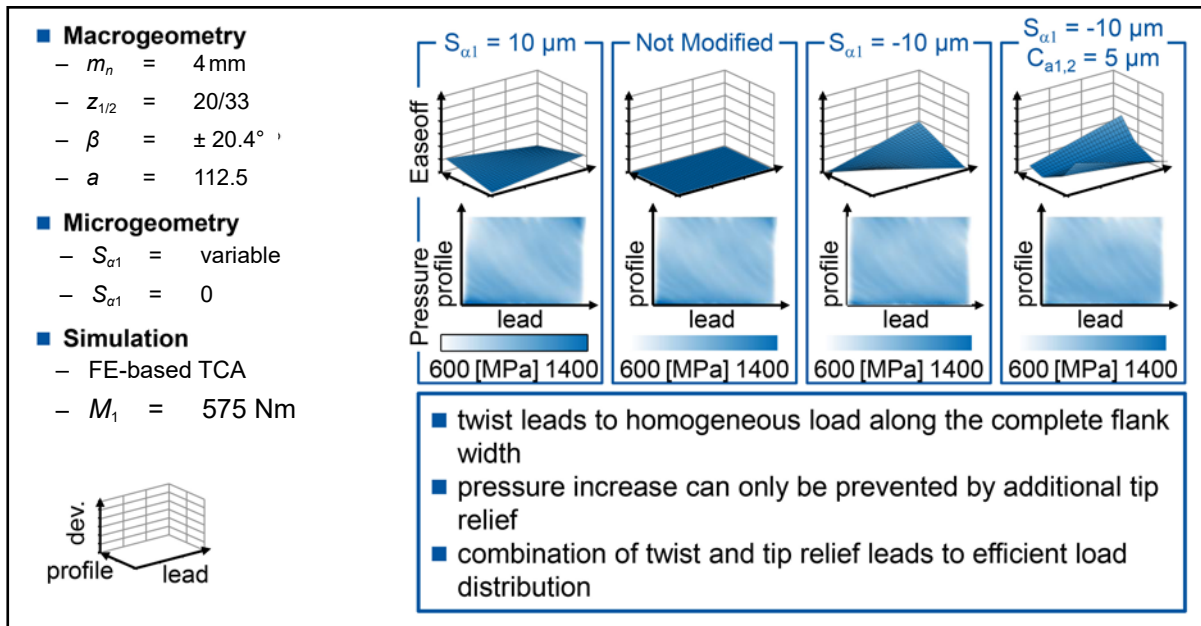 Macrogeometry
– mn = 4 mm
– z1/2 = 20/33
– β = ± 20.4°
– a = 112.5
Microgeometry
– Sα1 = variable
– Sα1 = 0
Simulation
– FE-based TCA
– M1 = 575 Nm
dev.
profile
lead
Sα1 = 10 µm
Not Modified
Sα1 = -10 µm
Sα1 = -10 µm
Ca1,2 = 5 µm
Easeoff
Pressure
profile
lead
600 [MPa] 1400
profile
lead
600 [MPa] 1400
profile
lead
600 [MPa] 1400
profile
lead
600 [MPa] 1400
twist leads to homogeneous load along the complete flank
width
pressure increase can only be prevented by additional tip
relief
combination of twist and tip relief leads to efficient load
distribution